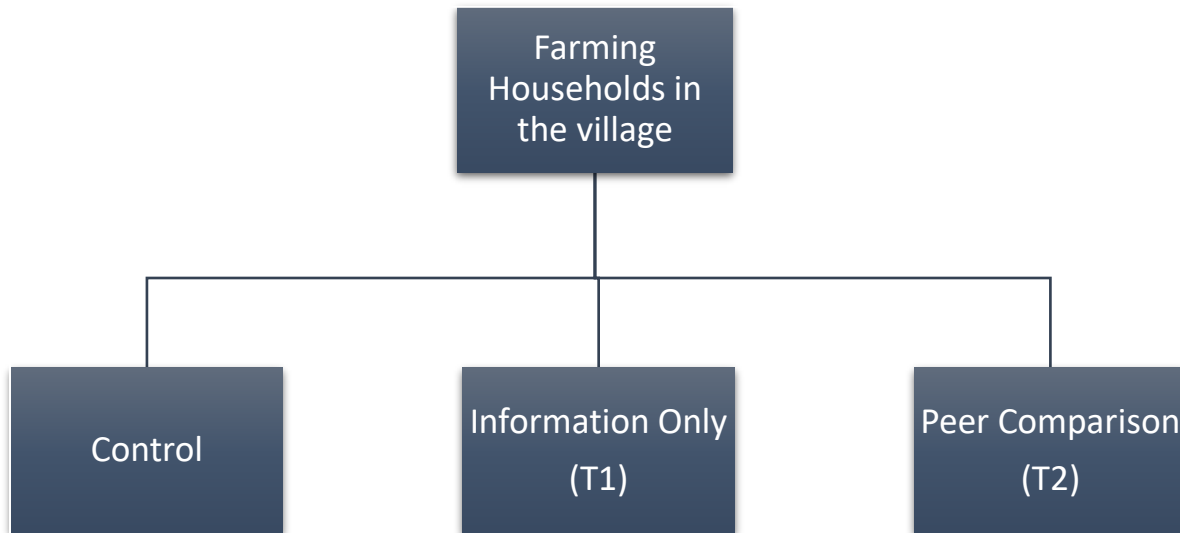 Farming
Households in
the village
Control
Information Only
(T1)
Peer Comparison
(T2)